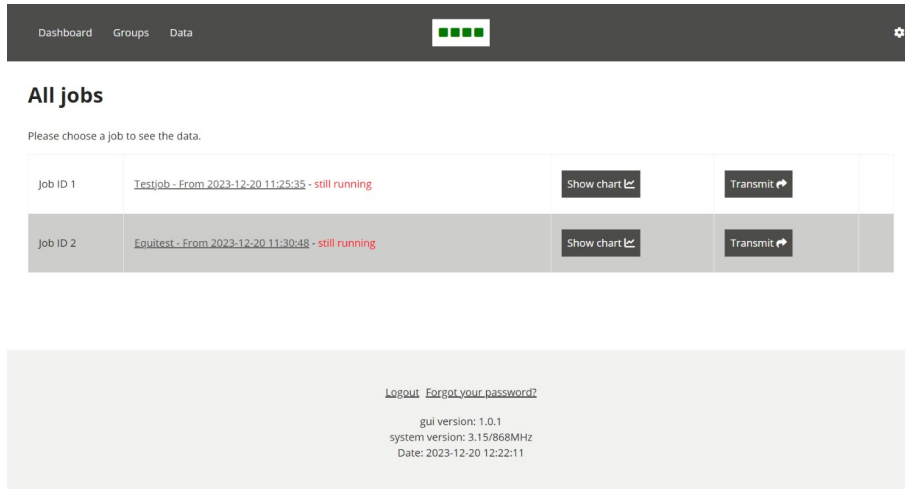 Dashboard Groups Data
All jobs
Please choose a job to see the data.
Job ID 1 Testjob - From 2023-12-20 11:25:35 - still running Show chart Transmit
Job ID 2 Equitest - From 2023-12-20 11:30:48 - still running Show chart Transmit
Logout Forgot your password?
gui version: 1.0.1
system version: 3.15/868MHz
Date: 2023-12-20 12:22:11